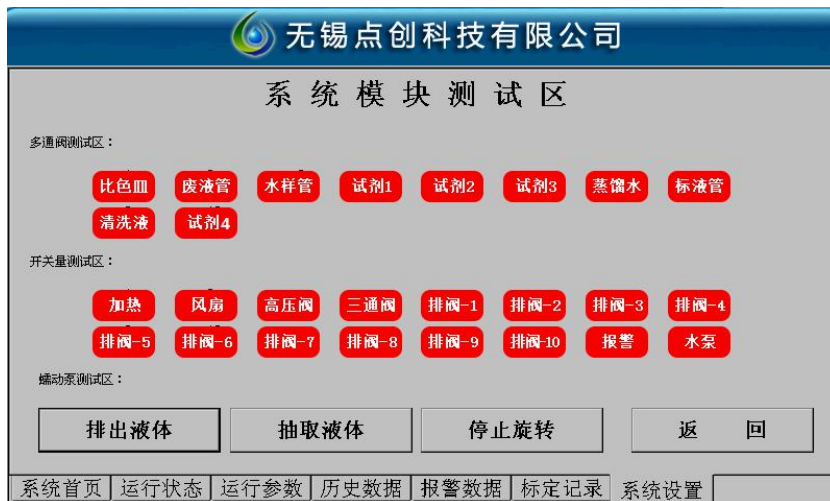 无锡点创科技有限公司
系统模块测试区
多通阀测试区：
比色皿 废液管 水样管 试剂1 试剂2 试剂3 蒸馏水 标液管
清洗液 试剂4
开关量测试区：
加热 风扇 高压阀 三通阀 排阀-1 排阀-2 排阀-3 排阀-4
排阀-5 排阀-6 排阀-7 排阀-8 排阀-9 排阀-10 报警 水泵
蠕动泵测试区：
排出液体 抽取液体 停止旋转 返 回
系统首页 运行状态 运行参数 历史数据 报警数据 标定记录 系统设置